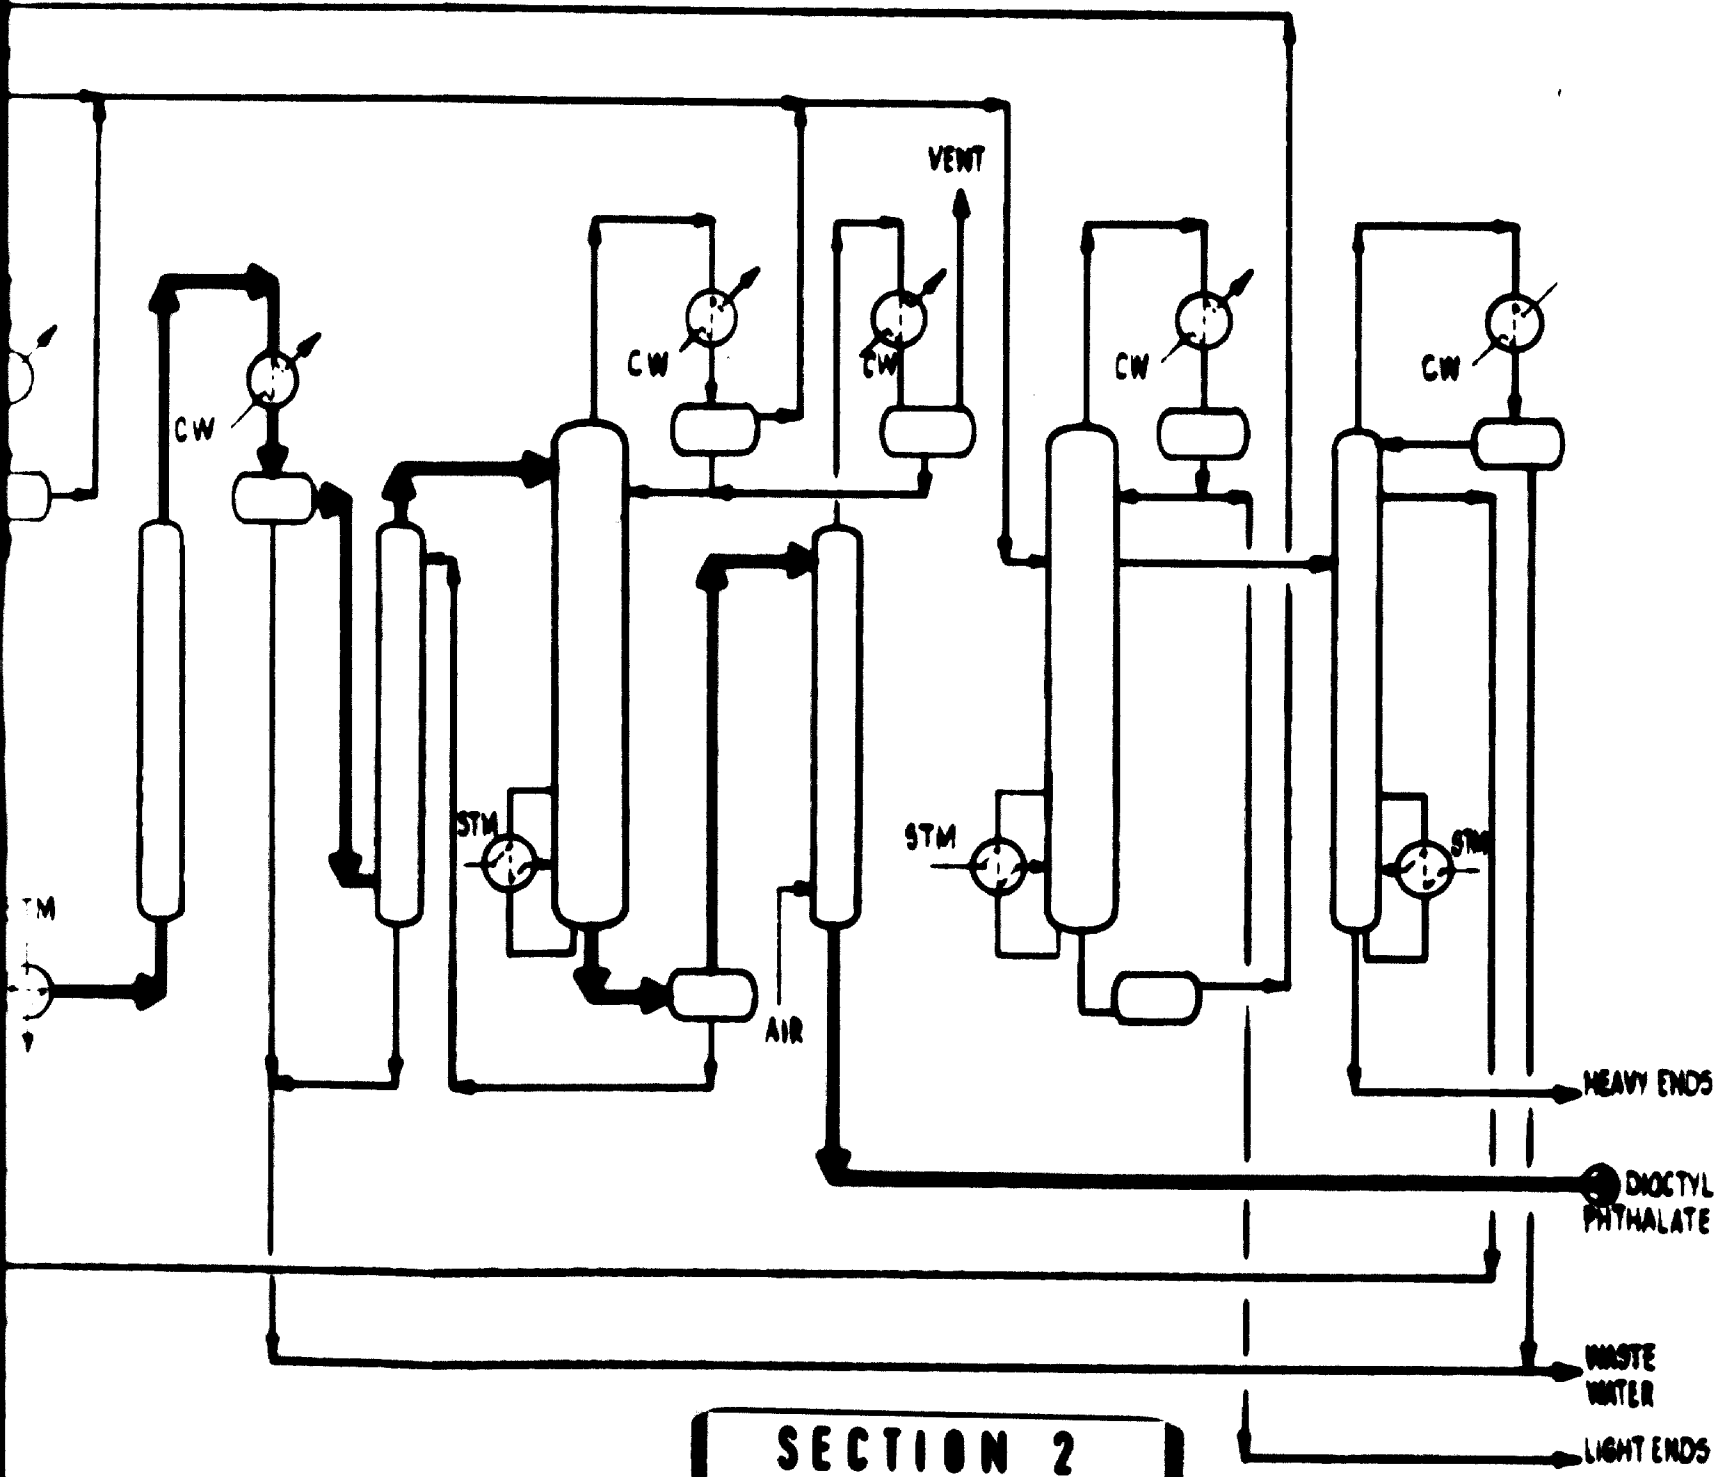 VENT
CW
CW
CW
CW
CW
STM
STM
STM
TM
AIR
HEAVY ENDS
DIOCTYL
PHTHALATE
WASTE
WATER
SECTION 2
LIGHT ENDS